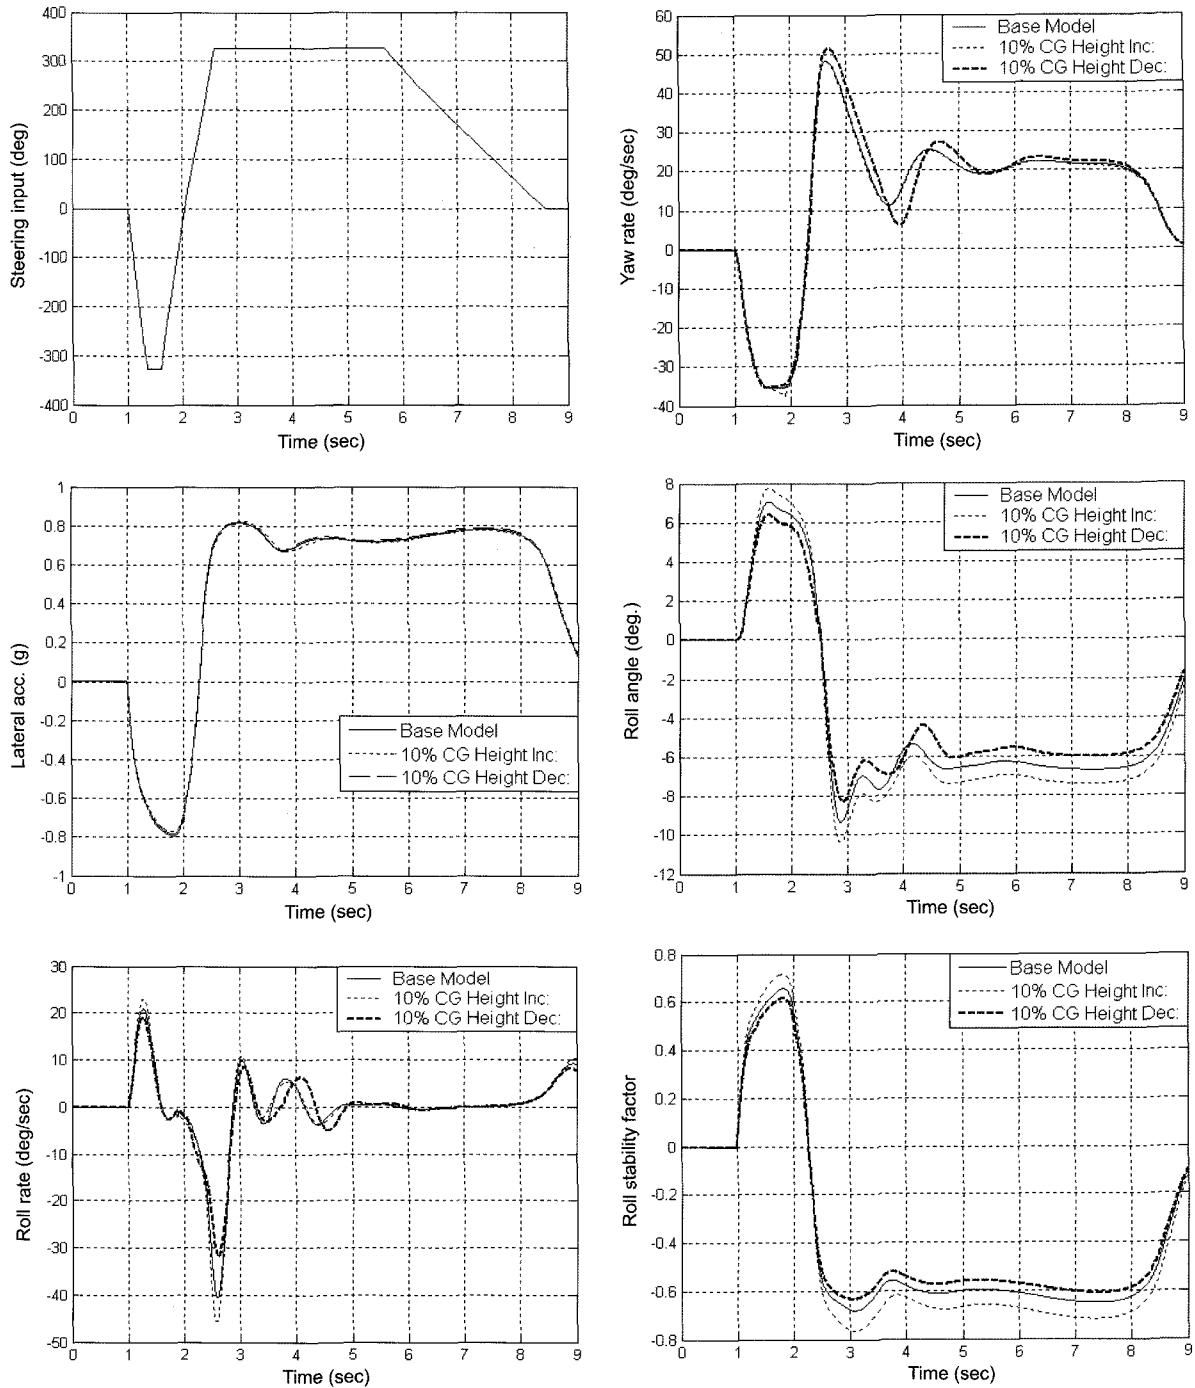 400
300
200
100
0
-100
-200
-300
-400
0 1 2 3 4 5 6 7 8 9
Steering input (deg)
Time (sec)
60
50
40
30
20
10
0
-10
-20
-30
-40
0 1 2 3 4 5 6 7 8 9
Yaw rate (deg/sec)
Time (sec)
Base Model
10% CG Height Inc:
10% CG Height Dec:
1
0.8
0.6
0.4
0.2
0
-0.2
-0.4
-0.6
-0.8
-1
0 1 2 3 4 5 6 7 8 9
Lateral acc. (g)
Time (sec)
Base Model
10% CG Height Inc:
10% CG Height Dec:
8
6
4
2
0
-2
-4
-6
-8
-10
-12
0 1 2 3 4 5 6 7 8 9
Roll angle (deg.)
Time (sec)
Base Model
10% CG Height Inc:
10% CG Height Dec:
30
20
10
0
-10
-20
-30
-40
-50
0 1 2 3 4 5 6 7 8 9
Roll rate (deg/sec)
Time (sec)
Base Model
10% CG Height Inc:
10% CG Height Dec:
0.8
0.6
0.4
0.2
0
-0.2
-0.4
-0.6
-0.8
0 1 2 3 4 5 6 7 8 9
Roll stability factor
Time (sec)
Base Model
10% CG Height Inc:
10% CG Height Dec: